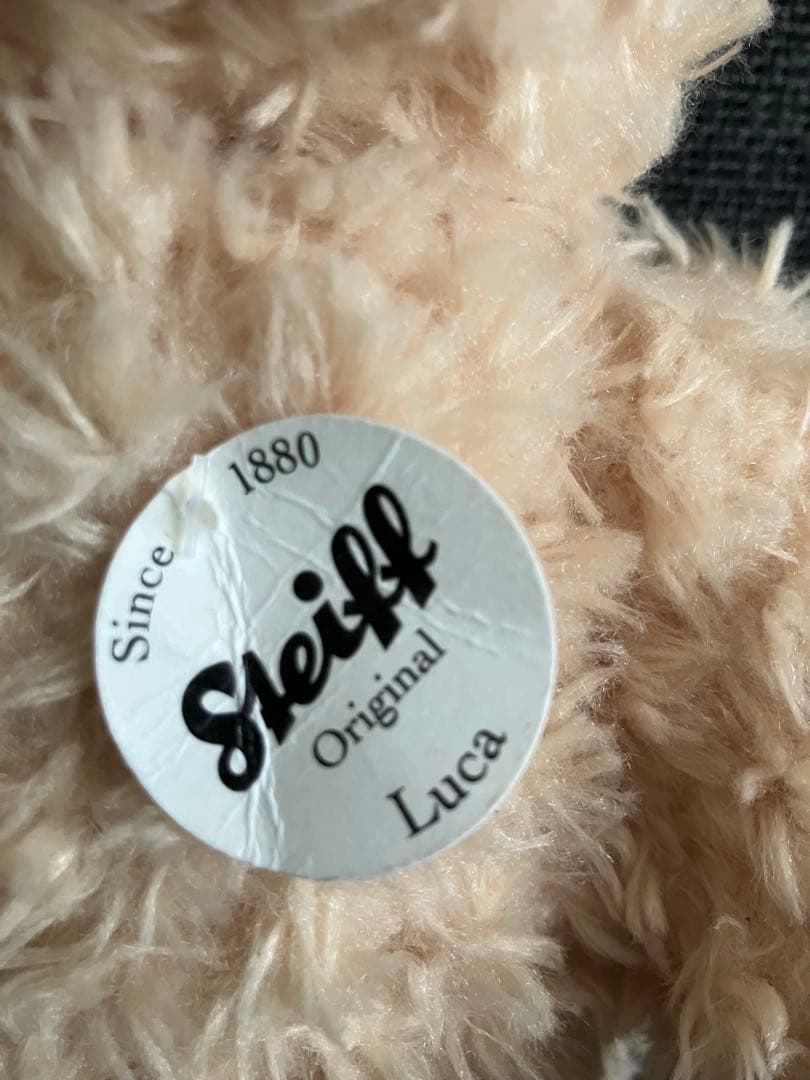 Since 1880
Steiff
Original
Luca